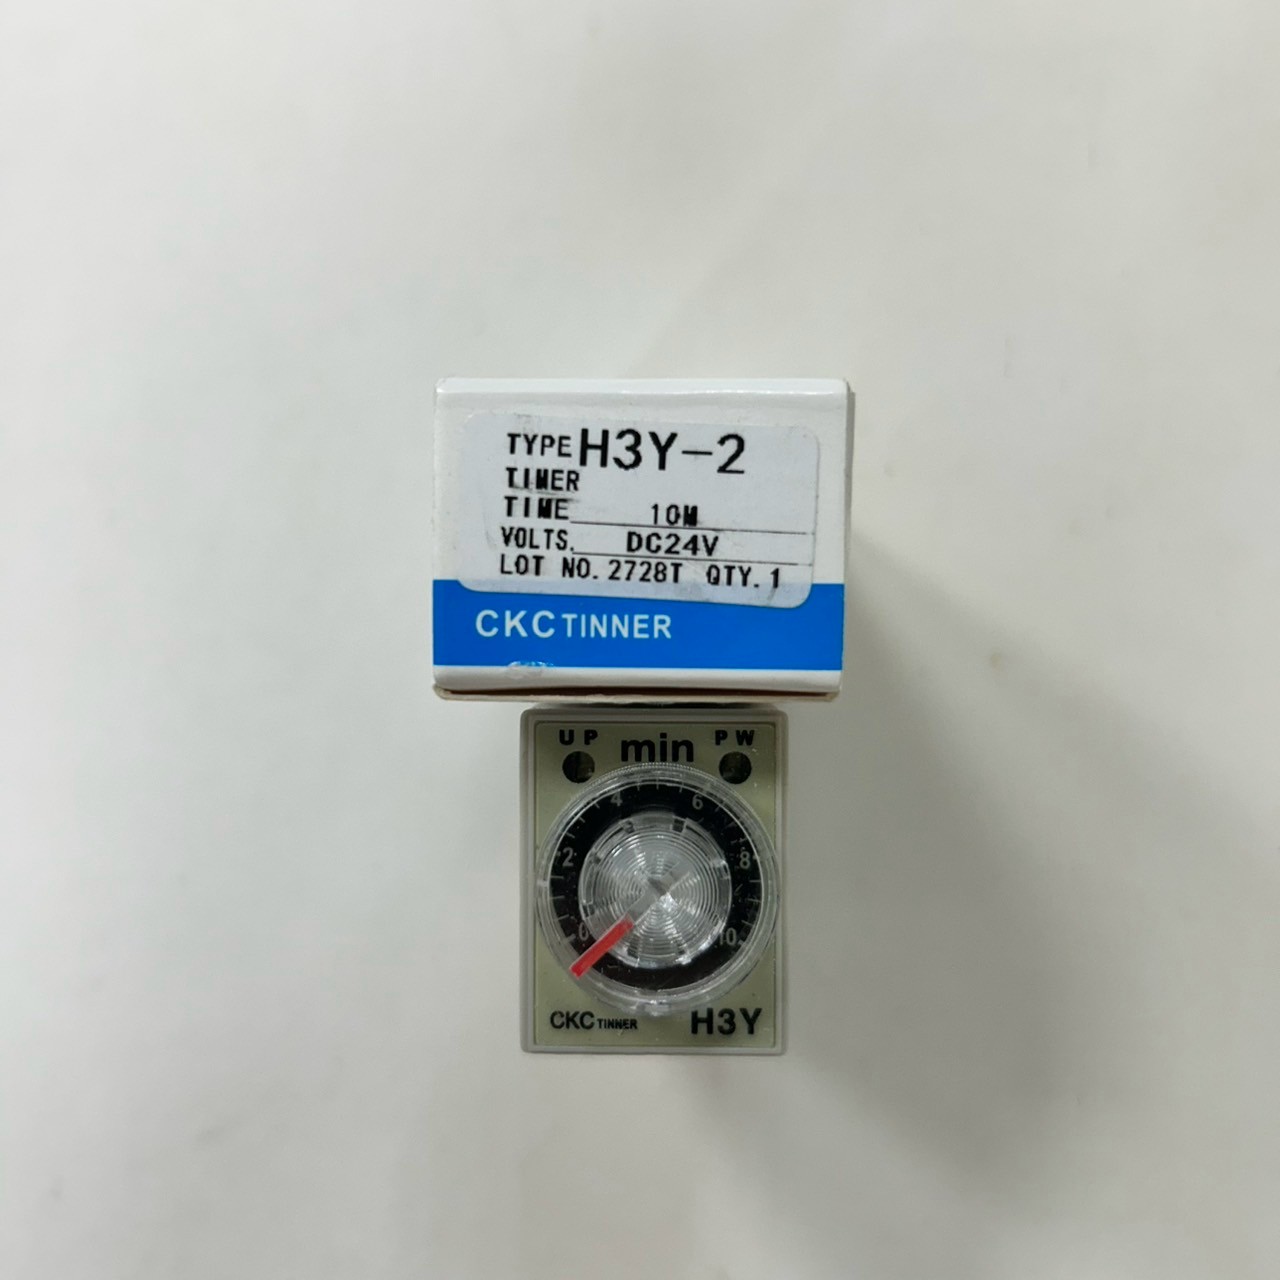 TYPE H3Y-2
TIMER
TIME 10M
VOLTS. DC24V
LOT NO. 2728T QTY. 1
CKC TINNER
UP min PW
4 6
2 8
0 10
CKC TINNER H3Y